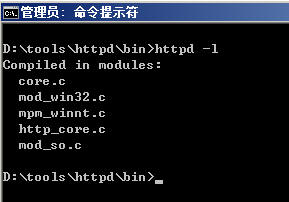 管理员: 命令提示符
D:\tools\httpd\bin>httpd -l
Compiled in modules:
  core.c
  mod_win32.c
  mpm_winnt.c
  http_core.c
  mod_so.c
D:\tools\httpd\bin>_